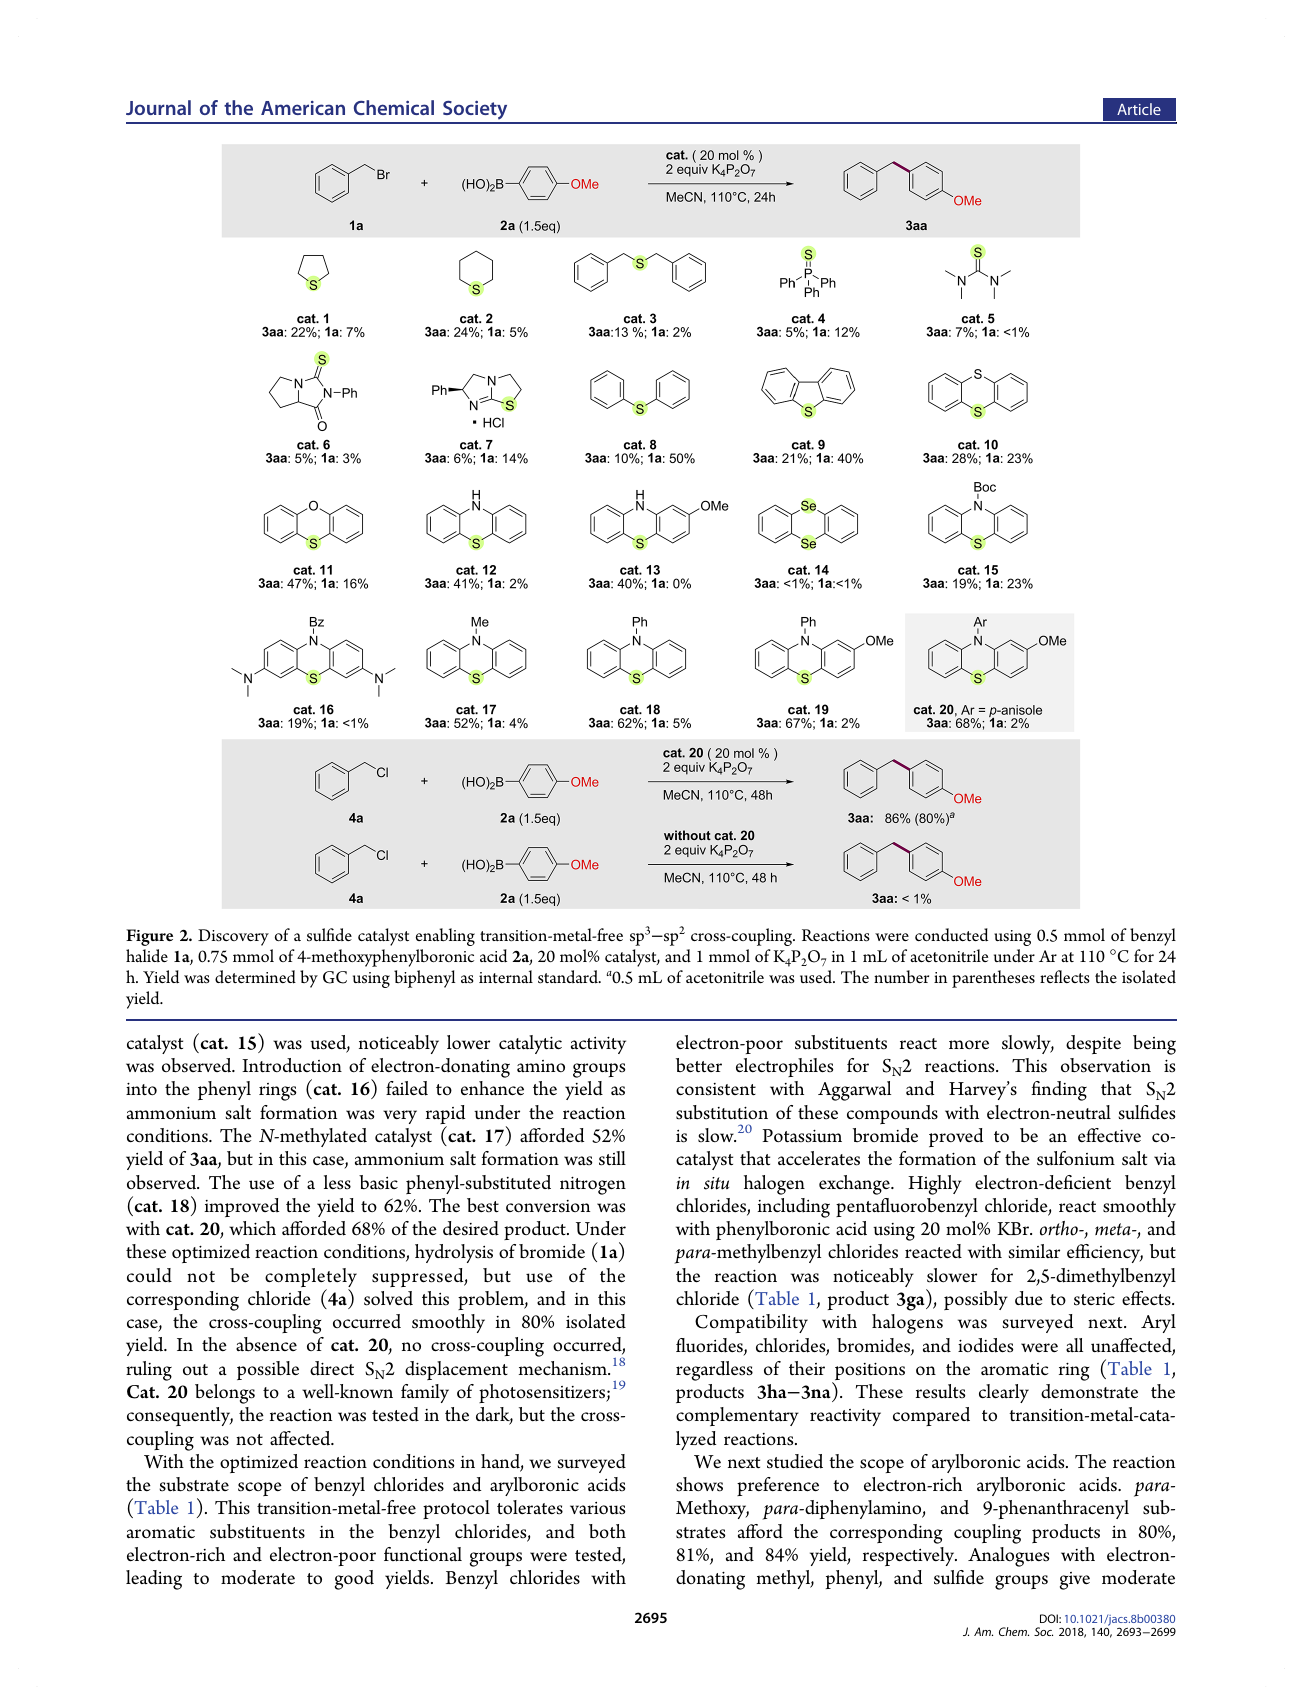 Journal of the American Chemical Society
Article
Br
+
(HO)₂B
OMe
cat. ( 20 mol % )
2 equiv K₄P₂O₇
MeCN, 110°C, 24h
OMe
1a
2a (1.5eq)
3aa
S
S
S
S
P
Ph
Ph
Ph
S
N
N
cat. 1
3aa: 22%; 1a: 7%
cat. 2
3aa: 24%; 1a: 5%
cat. 3
3aa:13 %; 1a: 2%
cat. 4
3aa: 5%; 1a: 12%
cat. 5
3aa: 7%; 1a: <1%
S
N
N
Ph
O
Ph
N
N
S
· HCl
S
S
S
S
cat. 6
3aa: 5%; 1a: 3%
cat. 7
3aa: 6%; 1a: 14%
cat. 8
3aa: 10%; 1a: 50%
cat. 9
3aa: 21%; 1a: 40%
cat. 10
3aa: 28%; 1a: 23%
O
S
H
N
S
H
N
OMe
S
Se
Se
Boc
N
S
cat. 11
3aa: 47%; 1a: 16%
cat. 12
3aa: 41%; 1a: 2%
cat. 13
3aa: 40%; 1a: 0%
cat. 14
3aa: <1%; 1a:<1%
cat. 15
3aa: 19%; 1a: 23%
Bz
N
N
S
N
Me
N
S
Ph
N
S
Ph
N
OMe
S
Ar
N
OMe
S
cat. 16
3aa: 19%; 1a: <1%
cat. 17
3aa: 52%; 1a: 4%
cat. 18
3aa: 62%; 1a: 5%
cat. 19
3aa: 67%; 1a: 2%
cat. 20, Ar = p-anisole
3aa: 68%; 1a: 2%
Cl
+
(HO)₂B
OMe
cat. 20 ( 20 mol % )
2 equiv K₄P₂O₇
MeCN, 110°C, 48h
OMe
4a
2a (1.5eq)
3aa: 86% (80%)ᵃ
Cl
+
(HO)₂B
OMe
without cat. 20
2 equiv K₄P₂O₇
MeCN, 110°C, 48 h
OMe
4a
2a (1.5eq)
3aa: < 1%
Figure 2. Discovery of a sulfide catalyst enabling transition-metal-free sp³−sp² cross-coupling. Reactions were conducted using 0.5 mmol of benzyl
halide 1a, 0.75 mmol of 4-methoxyphenylboronic acid 2a, 20 mol% catalyst, and 1 mmol of K₄P₂O₇ in 1 mL of acetonitrile under Ar at 110 °C for 24
h. Yield was determined by GC using biphenyl as internal standard. ᵃ0.5 mL of acetonitrile was used. The number in parentheses reflects the isolated
yield.
catalyst (cat. 15) was used, noticeably lower catalytic activity
was observed. Introduction of electron-donating amino groups
into the phenyl rings (cat. 16) failed to enhance the yield as
ammonium salt formation was very rapid under the reaction
conditions. The N-methylated catalyst (cat. 17) afforded 52%
yield of 3aa, but in this case, ammonium salt formation was still
observed. The use of a less basic phenyl-substituted nitrogen
(cat. 18) improved the yield to 62%. The best conversion was
with cat. 20, which afforded 68% of the desired product. Under
these optimized reaction conditions, hydrolysis of bromide (1a)
could not be completely suppressed, but use of the
corresponding chloride (4a) solved this problem, and in this
case, the cross-coupling occurred smoothly in 80% isolated
yield. In the absence of cat. 20, no cross-coupling occurred,
ruling out a possible direct S_N2 displacement mechanism.¹⁸
Cat. 20 belongs to a well-known family of photosensitizers;¹⁹
consequently, the reaction was tested in the dark, but the cross-
coupling was not affected.
With the optimized reaction conditions in hand, we surveyed
the substrate scope of benzyl chlorides and arylboronic acids
(Table 1). This transition-metal-free protocol tolerates various
aromatic substituents in the benzyl chlorides, and both
electron-rich and electron-poor functional groups were tested,
leading to moderate to good yields. Benzyl chlorides with
electron-poor substituents react more slowly, despite being
better electrophiles for S_N2 reactions. This observation is
consistent with Aggarwal and Harvey's finding that S_N2
substitution of these compounds with electron-neutral sulfides
is slow.²⁰ Potassium bromide proved to be an effective co-
catalyst that accelerates the formation of the sulfonium salt via
in situ halogen exchange. Highly electron-deficient benzyl
chlorides, including pentafluorobenzyl chloride, react smoothly
with phenylboronic acid using 20 mol% KBr. ortho-, meta-, and
para-methylbenzyl chlorides reacted with similar efficiency, but
the reaction was noticeably slower for 2,5-dimethylbenzyl
chloride (Table 1, product 3ga), possibly due to steric effects.
Compatibility with halogens was surveyed next. Aryl
fluorides, chlorides, bromides, and iodides were all unaffected,
regardless of their positions on the aromatic ring (Table 1,
products 3ha−3na). These results clearly demonstrate the
complementary reactivity compared to transition-metal-cata-
lyzed reactions.
We next studied the scope of arylboronic acids. The reaction
shows preference to electron-rich arylboronic acids. para-
Methoxy, para-diphenylamino, and 9-phenanthracenyl sub-
strates afford the corresponding coupling products in 80%,
81%, and 84% yield, respectively. Analogues with electron-
donating methyl, phenyl, and sulfide groups give moderate
2695
DOI: 10.1021/jacs.8b00380
J. Am. Chem. Soc. 2018, 140, 2693−2699